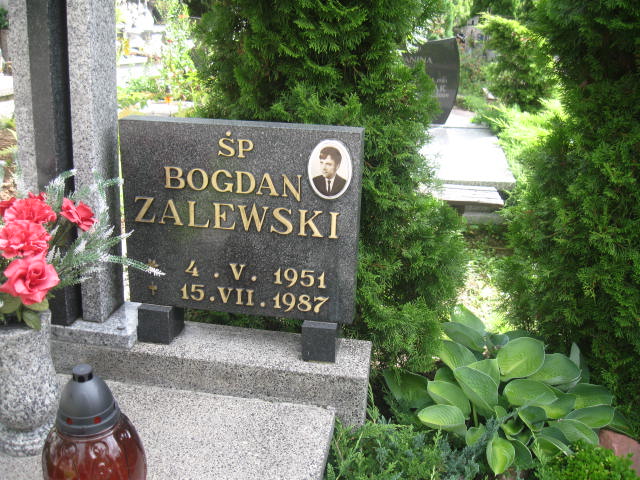 ŚP
BOGDAN
ZALEWSKI
* 4. V. 1951
+ 15. VII. 1987